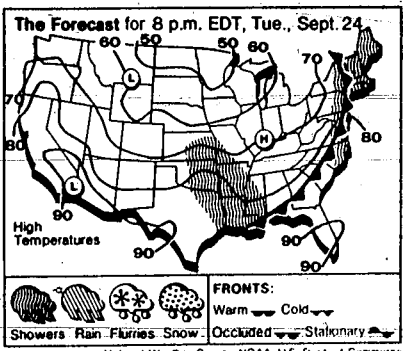 The Forecast for 8 p.m. EDT, Tue., Sept. 24
60 50 50 60
70 70
L
80 80
H
L
90
High
Temperatures
90 90
90
FRONTS:
Warm Cold
Showers Rain Flurries Snow
Occluded Stationary